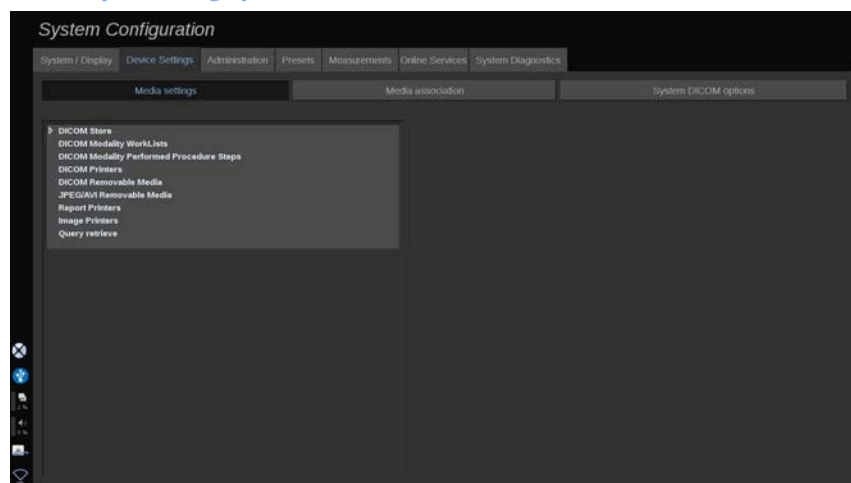 System Configuration
System / Display Device Settings Administration Presets Measurements Online Services System Diagnostics
Media settings Media association System DICOM options
DICOM Store
DICOM Modality WorkLists
DICOM Modality Performed Procedure Steps
DICOM Printers
DICOM Removable Media
JPEG/AVI Removable Media
Report Printers
Image Printers
Query retrieve